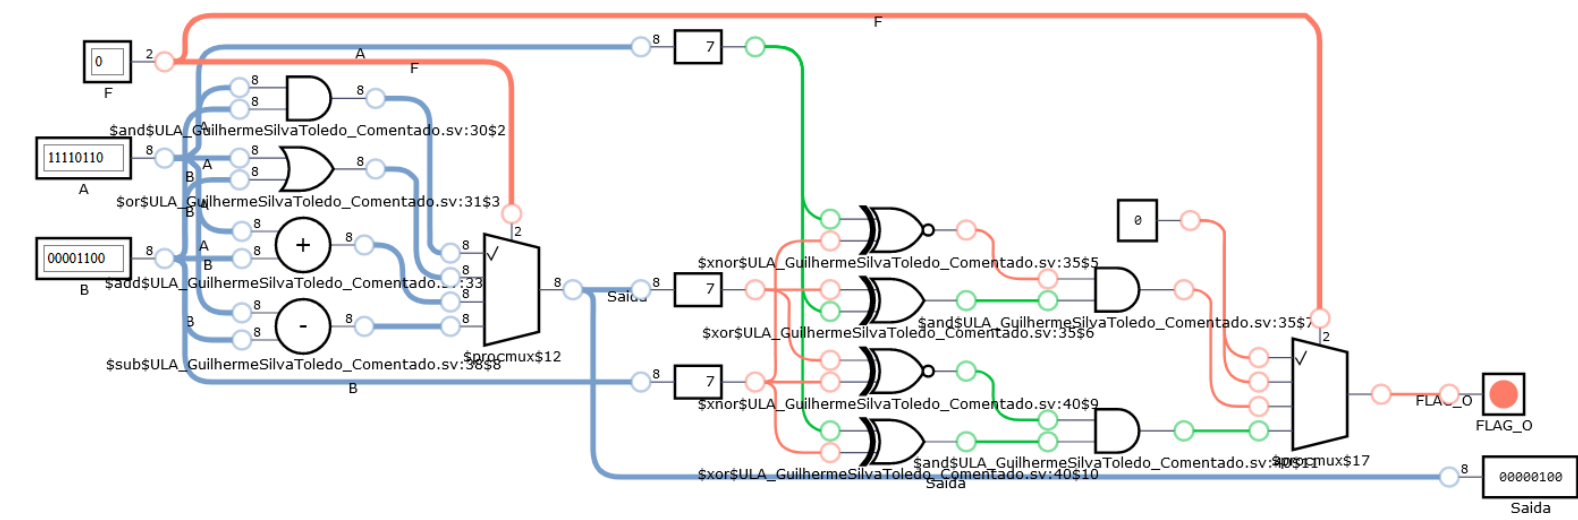 F
8
7
A
0
2
F
F
8
8
8
$and$ULA_GuilhermeSilvaToledo_Comentado.sv:30$2
11110110
8
A
A
B
8
$or$ULA_GuilhermeSilvaToledo_Comentado.sv:31$3
B
8
+
8
2
8
A
00001100
8
B
B
8
$add$ULA_GuilhermeSilvaToledo_Comentado.sv:33
8
8
8
Saida
8
7
8
-
8
8
B
$procmux$12
$sub$ULA_GuilhermeSilvaToledo_Comentado.sv:38$8
8
7
B
0
$xnor$ULA_GuilhermeSilvaToledo_Comentado.sv:35$5
$and$ULA_GuilhermeSilvaToledo_Comentado.sv:35$7
$xor$ULA_GuilhermeSilvaToledo_Comentado.sv:35$6
2
$xnor$ULA_GuilhermeSilvaToledo_Comentado.sv:40$9
FLAG_O
FLAG_O
$and$ULA_GuilhermeSilvaToledo_Comentado.sv:40$11
$procmux$17
$xor$ULA_GuilhermeSilvaToledo_Comentado.sv:40$10
Saida
8
00000100
Saida